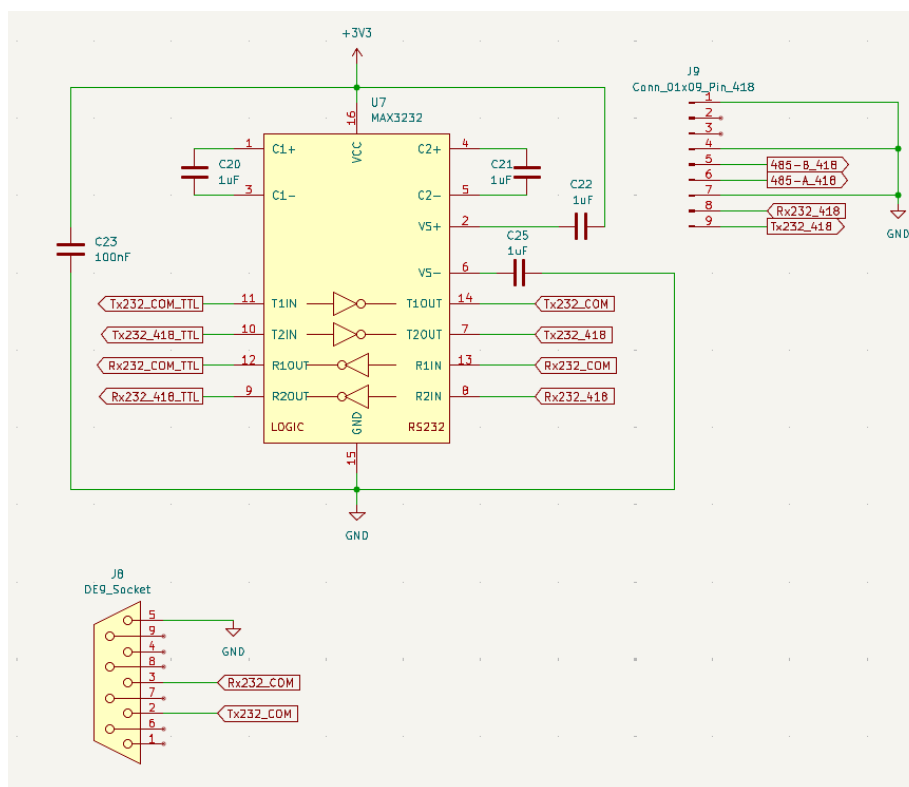 +3V3
J9
Conn_01x09_Pin_418
U7
MAX3232
16
VCC
1
2
3
4
5
485-B_418
6
485-A_418
7
8
Rx232_418
9
Tx232_418
GND
1
C1+
C2+
4
C20
1uF
C21
1uF
3
C1-
C2-
5
C22
1uF
VS+
2
C23
100nF
C25
1uF
VS-
6
Tx232_COM_TTL
11
T1IN
T1OUT
14
Tx232_COM
Tx232_418_TTL
10
T2IN
T2OUT
7
Tx232_418
Rx232_COM_TTL
12
R1OUT
R1IN
13
Rx232_COM
Rx232_418_TTL
9
R2OUT
R2IN
8
Rx232_418
LOGIC
GND
RS232
15
GND
J8
DE9_Socket
5
9
GND
4
8
3
Rx232_COM
7
2
Tx232_COM
6
1